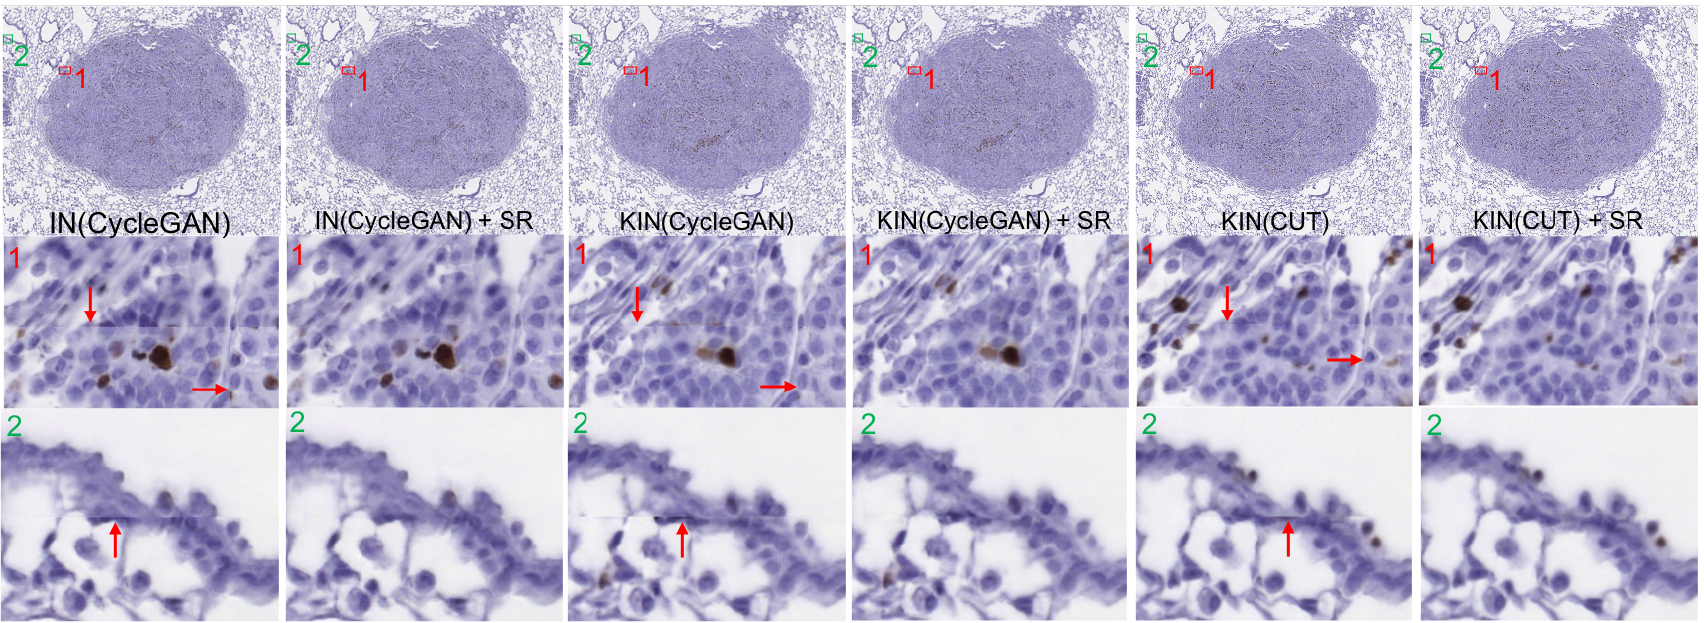 2 1 2 1 2 1 2 1 2 1 2 1
IN(CycleGAN) IN(CycleGAN) + SR KIN(CycleGAN) KIN(CycleGAN) + SR KIN(CUT) KIN(CUT) + SR
1 1 1 1 1 1
2 2 2 2 2 2